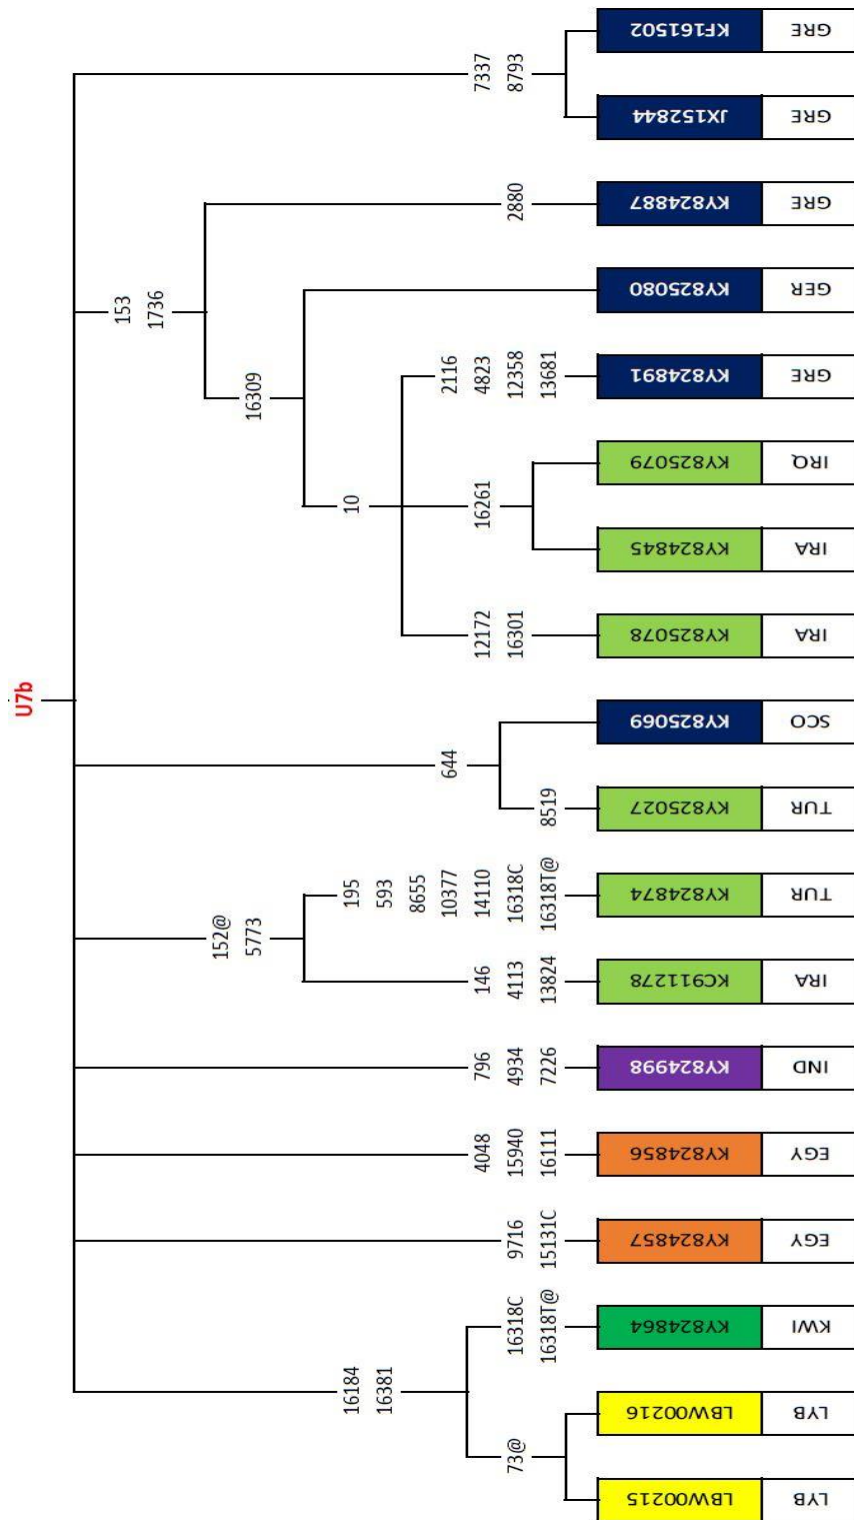 U7b
7337
8793
KF161502
GRE
JX152844
GRE
153
1736
2880
KY824887
GRE
16309
KY825080
GER
10
2116
4823
12358
13681
KY824891
GRE
16261
KY825079
IRQ
KY824845
IRA
12172
16301
KY825078
IRA
644
KY825069
SCO
8519
KY825027
TUR
152@
5773
195
593
8655
10377
14110
16318C
16318T@
KY824874
TUR
146
4113
13824
KC911278
IRA
796
4934
7226
KY824998
IND
4048
15940
16111
KY824856
EGY
9716
15131C
KY824857
EGY
16184
16381
16318C
16318T@
KY824864
KWI
73@
LBW00216
LYB
LBW00215
LYB